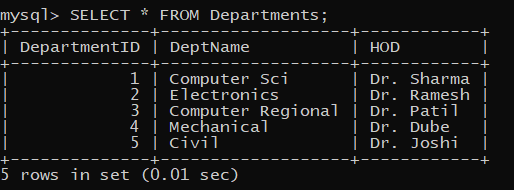 mysql> SELECT * FROM Departments;
+--------------+-------------------+------------+
| DepartmentID | DeptName          | HOD        |
+--------------+-------------------+------------+
|            1 | Computer Sci      | Dr. Sharma |
|            2 | Electronics       | Dr. Ramesh |
|            3 | Computer Regional | Dr. Patil  |
|            4 | Mechanical        | Dr. Dube   |
|            5 | Civil             | Dr. Joshi  |
+--------------+-------------------+------------+
5 rows in set (0.01 sec)